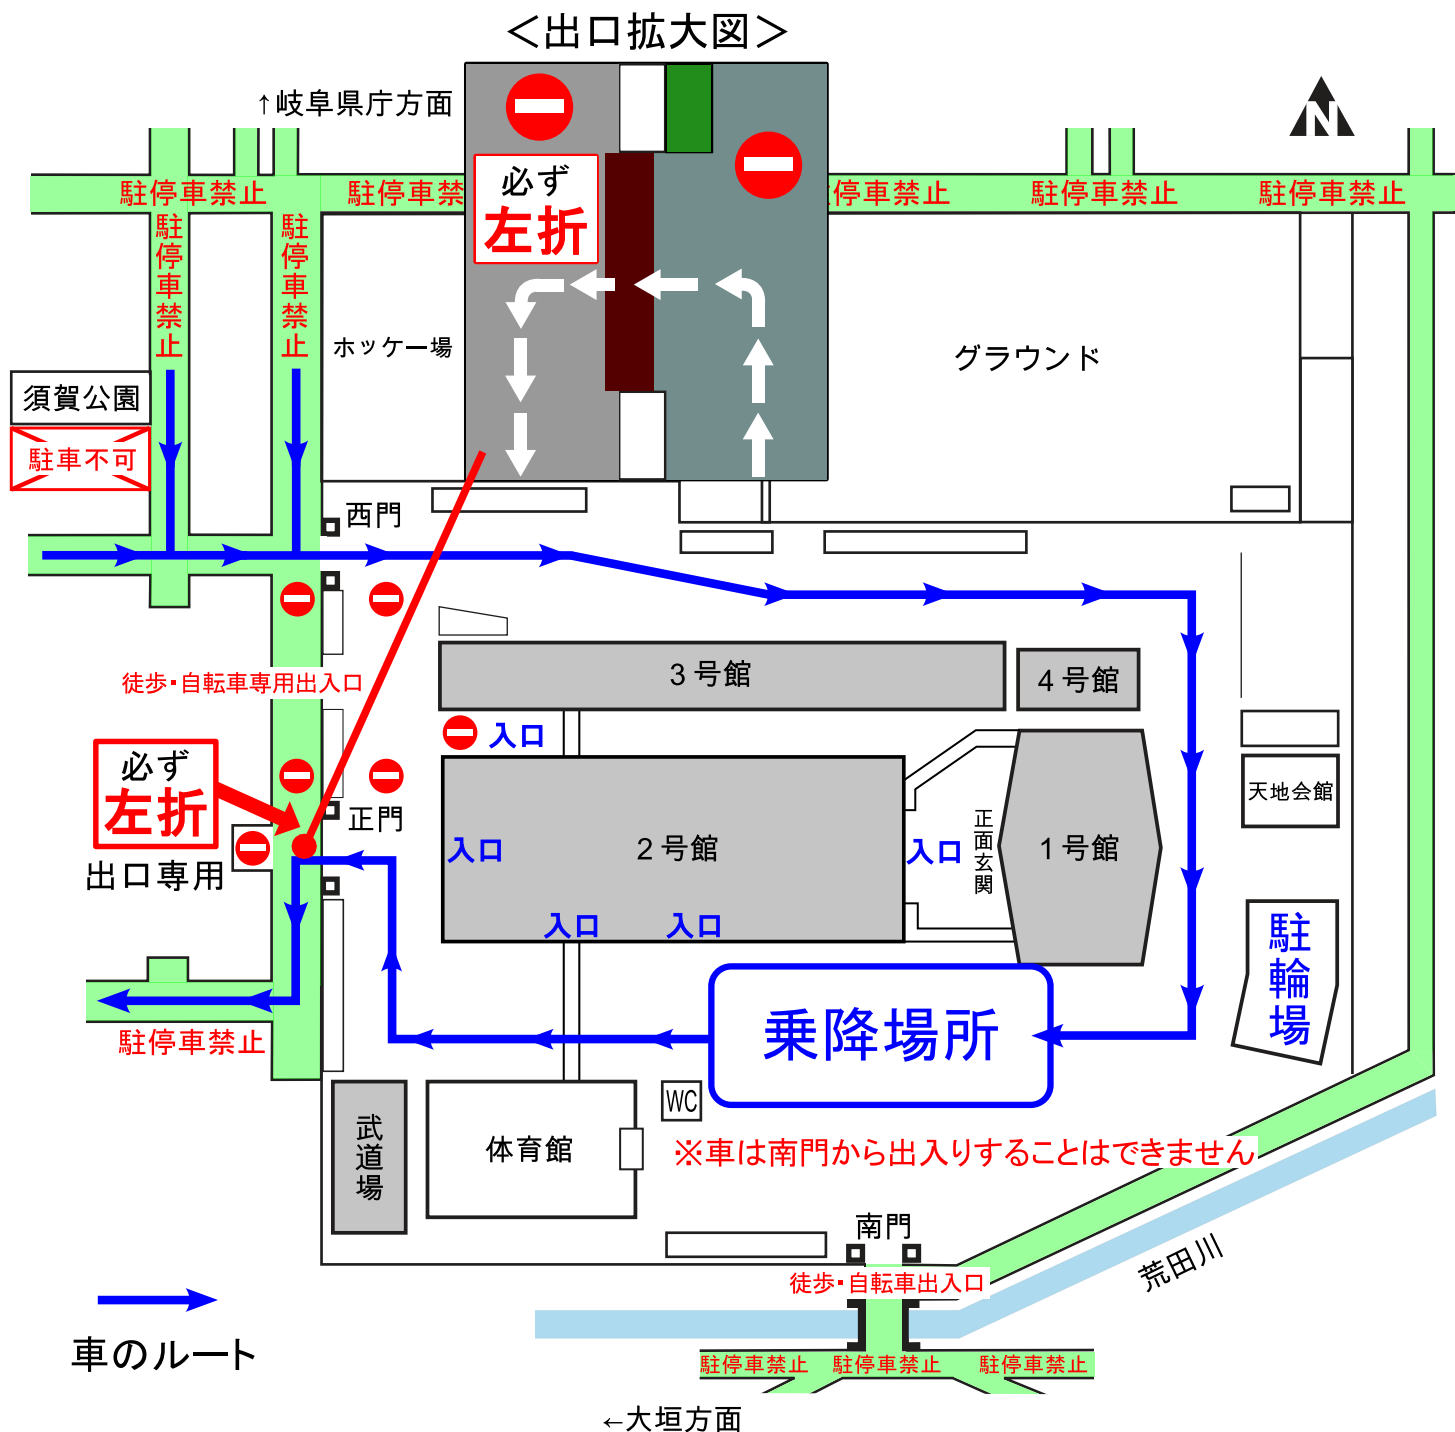 ＜出口拡大図＞
↑岐阜県庁方面
N
必ず
左折
駐停車禁止
駐停車禁
停車禁止
駐停車禁止
駐停車禁止
駐停車禁止
駐停車禁止
ホッケー場
グラウンド
須賀公園
駐車不可
西門
3号館
4号館
徒歩・自転車専用出入口
入口
必ず
左折
出口専用
正門
入口
2号館
入口
正面玄関
1号館
天地会館
入口
入口
駐輪場
乗降場所
駐停車禁止
武道場
体育館
WC
※車は南門から出入りすることはできません
南門
徒歩・自転車出入口
荒田川
車のルート
駐停車禁止
駐停車禁止
駐停車禁止
←大垣方面